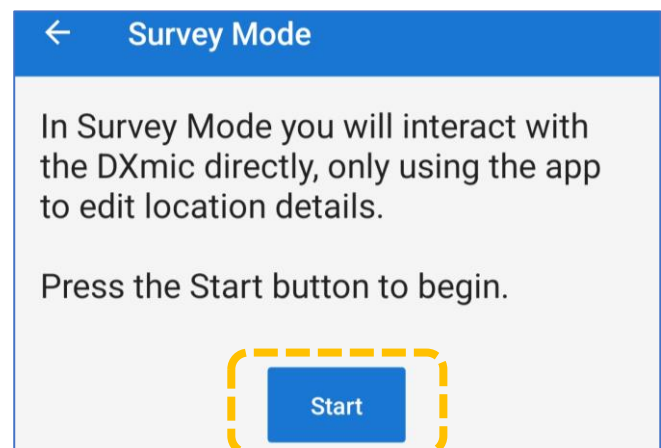 Survey Mode
In Survey Mode you will interact with
the DXmic directly, only using the app
to edit location details.
Press the Start button to begin.
Start